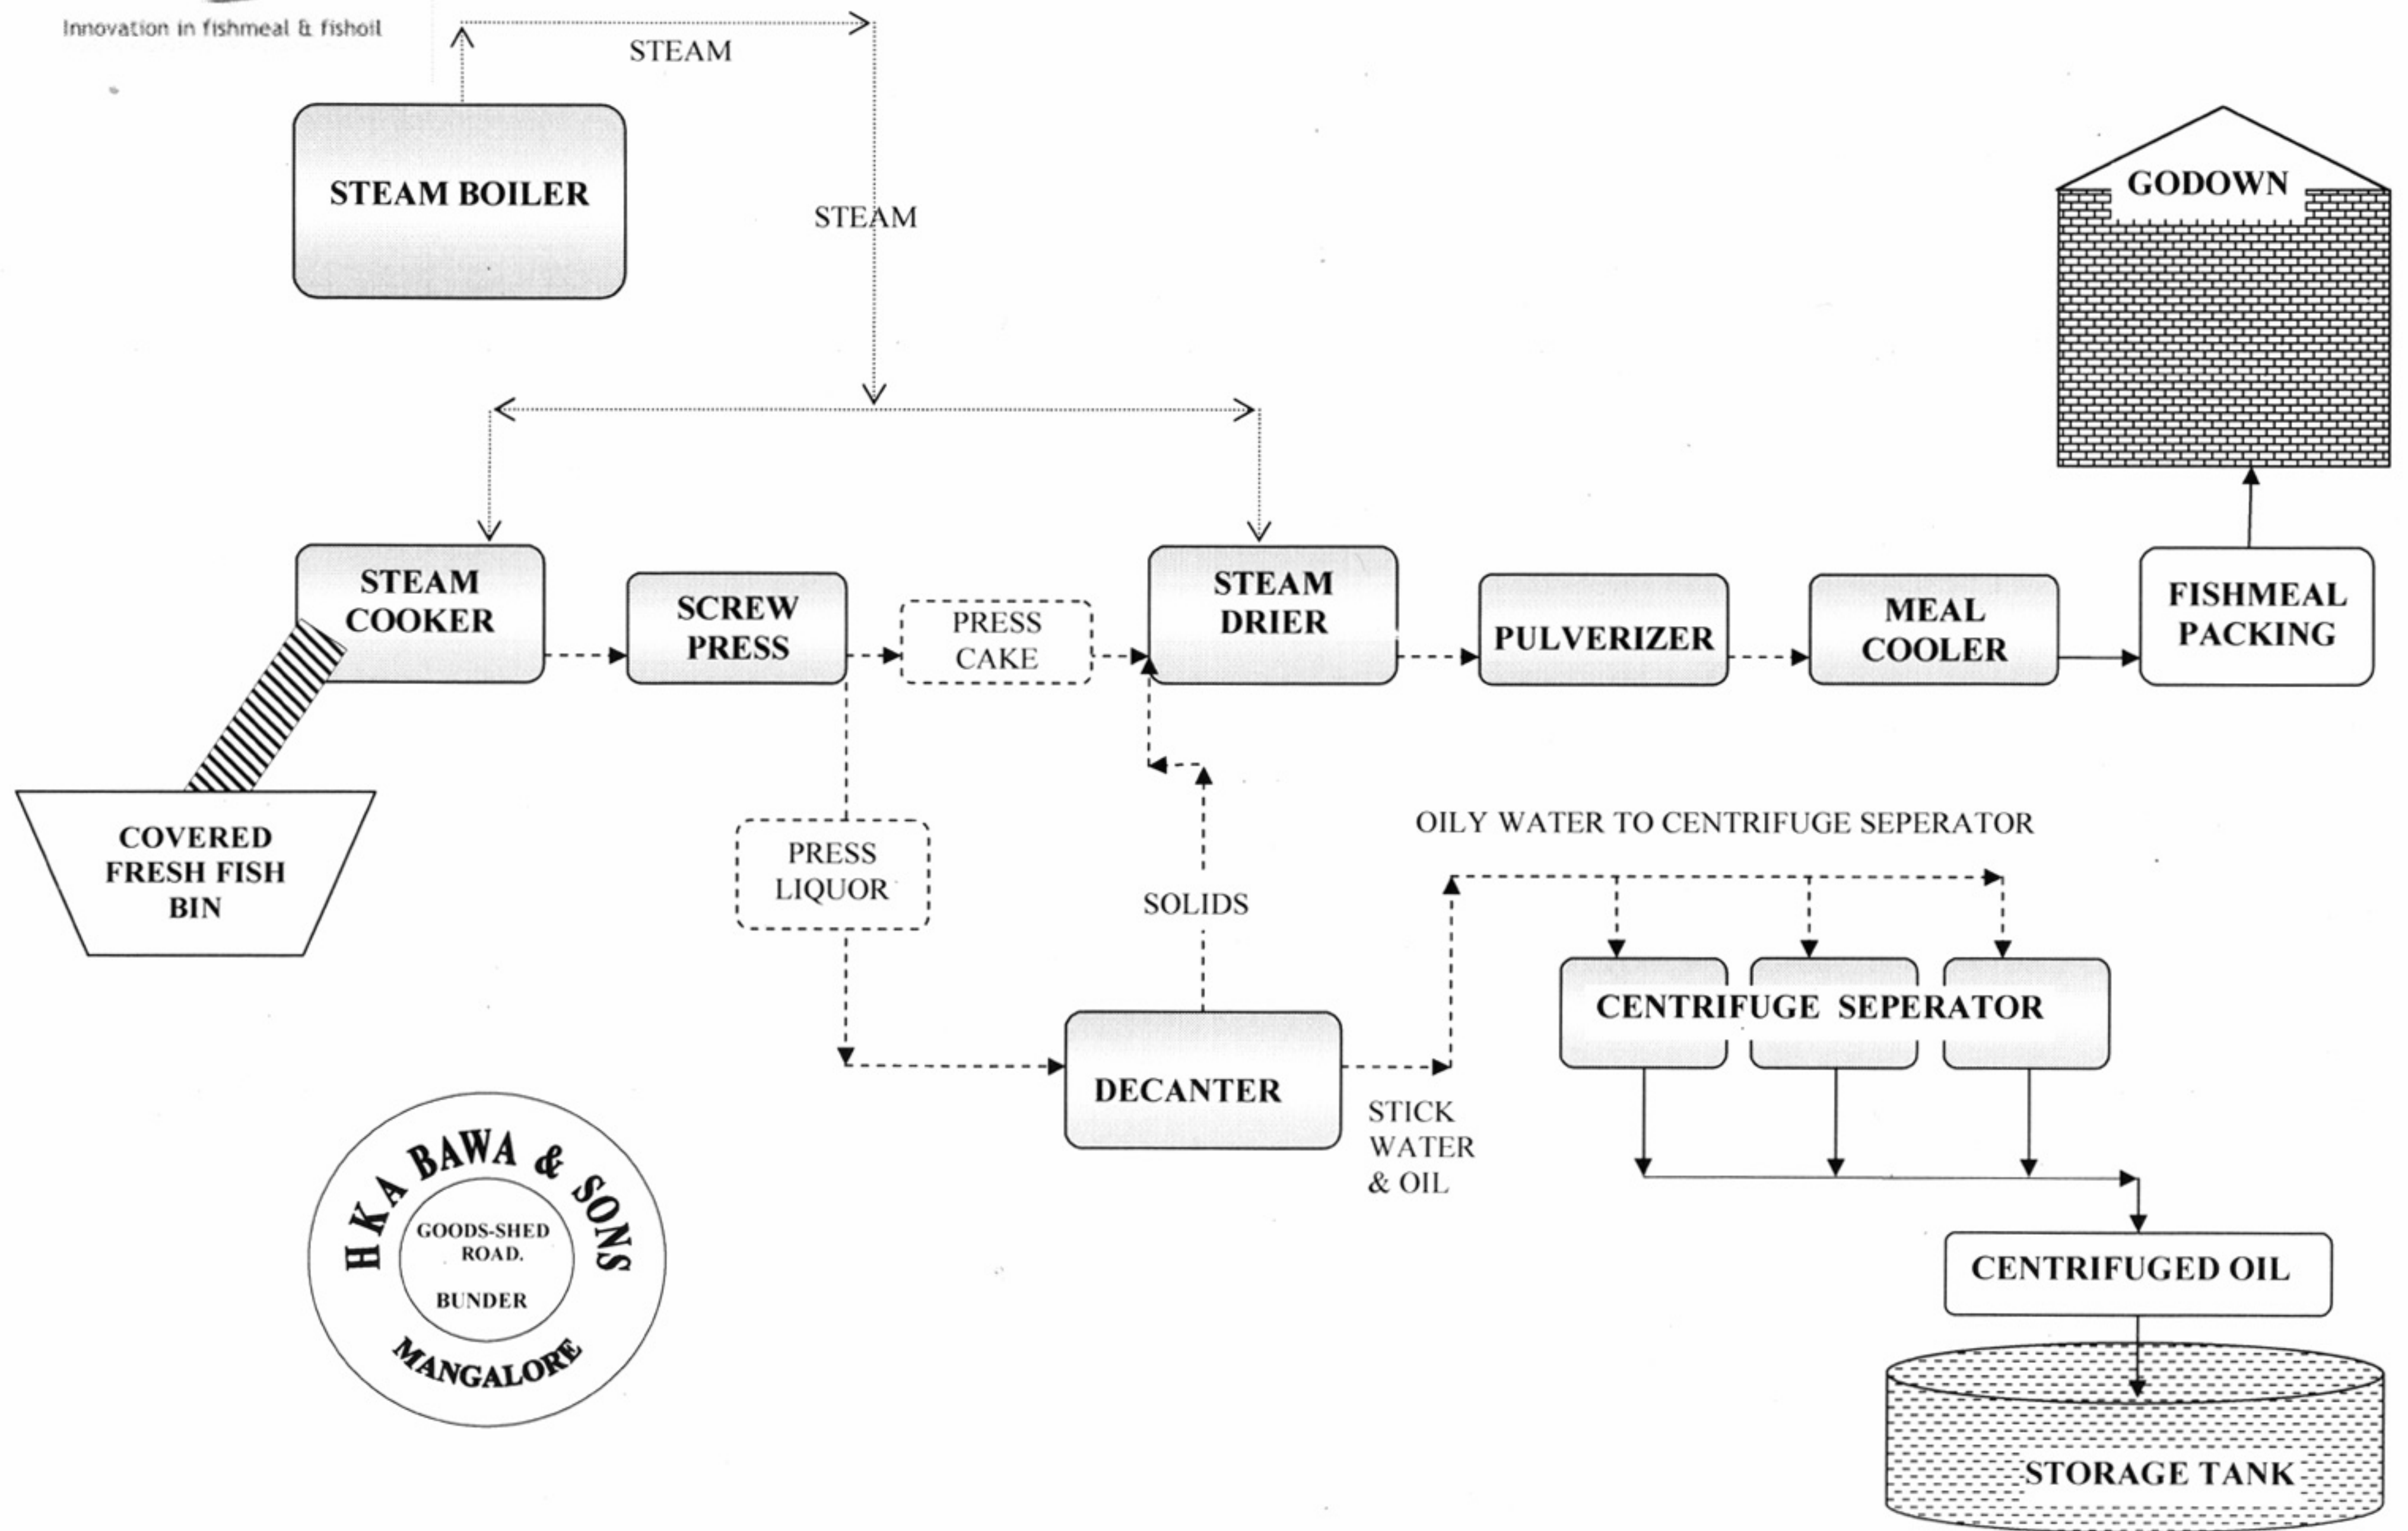 Innovation in fishmeal & fishoil
STEAM
STEAM BOILER
STEAM
GODOWN
STEAM
COOKER
SCREW
PRESS
PRESS
CAKE
STEAM
DRIER
PULVERIZER
MEAL
COOLER
FISHMEAL
PACKING
COVERED
FRESH FISH
BIN
PRESS
LIQUOR
SOLIDS
OILY WATER TO CENTRIFUGE SEPERATOR
CENTRIFUGE SEPERATOR
DECANTER
STICK
WATER
& OIL
H KA BAWA & SONS
GOODS-SHED
ROAD.
BUNDER
MANGALORE
CENTRIFUGED OIL
STORAGE TANK